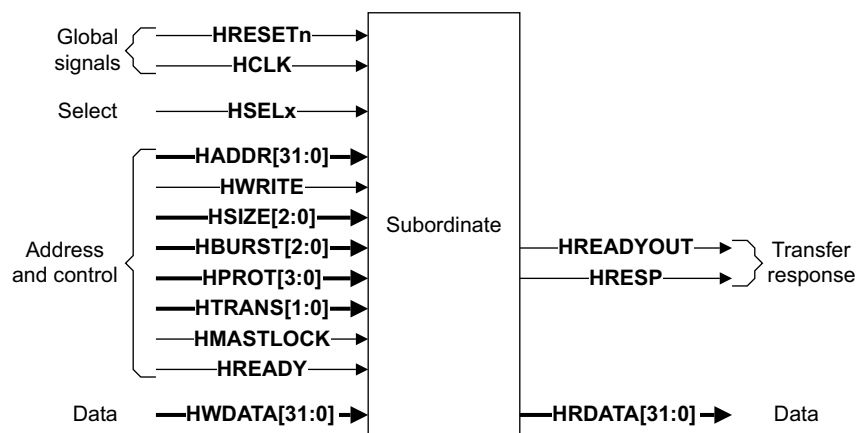 Global
signals
HRESETn
HCLK
Select
HSELx
Address
and control
HADDR[31:0]
HWRITE
HSIZE[2:0]
HBURST[2:0]
HPROT[3:0]
HTRANS[1:0]
HMASTLOCK
HREADY
Data
HWDATA[31:0]
Subordinate
HREADYOUT
HRESP
Transfer
response
HRDATA[31:0]
Data